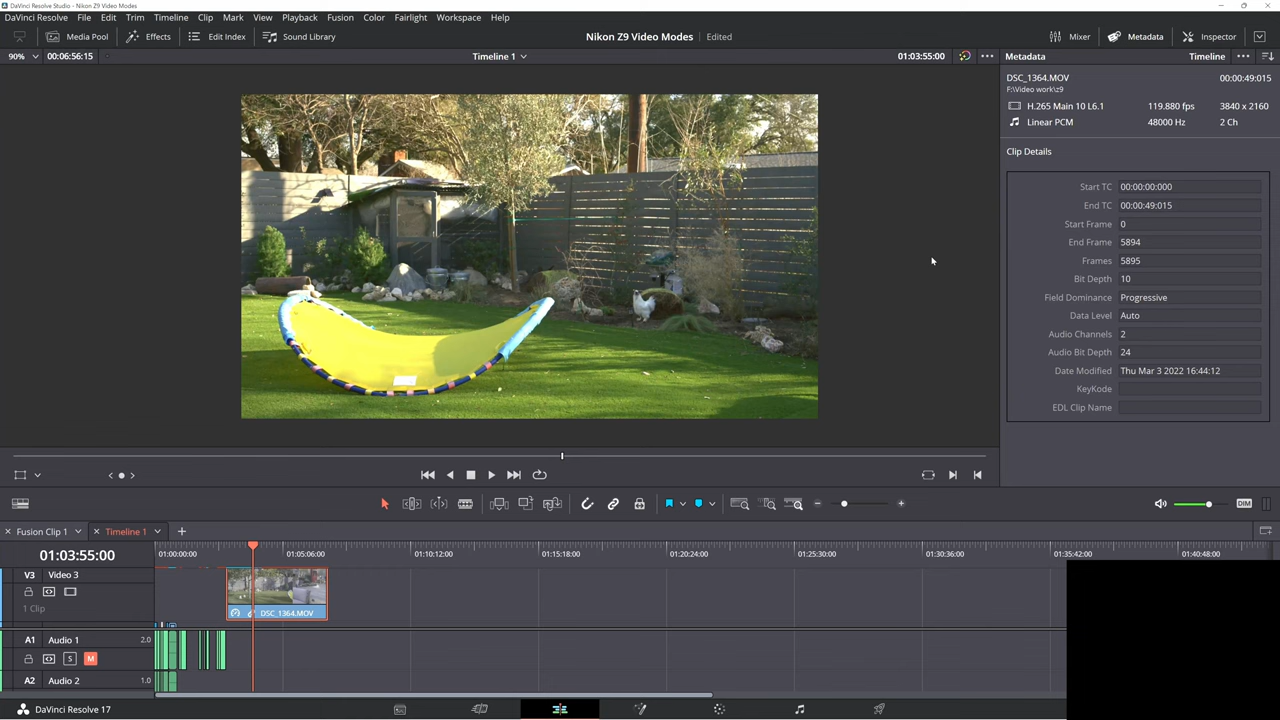 DaVinci Resolve Studio - Nikon Z9 Video Modes
DaVinci Resolve File Edit Trim Timeline Clip Mark View Playback Fusion Color Fairlight Workspace Help
Media Pool Effects Edit Index Sound Library Nikon Z9 Video Modes Edited Mixer Metadata Inspector
90% 00:06:56:15 Timeline 1 01:03:55:00 Metadata Timeline
DSC_1364.MOV 00:00:49:015
F:\Video work\z9
H.265 Main 10 L6.1 119.880 fps 3840 x 2160
Linear PCM 48000 Hz 2 Ch
Clip Details
Start TC 00:00:00:000
End TC 00:00:49:015
Start Frame 0
End Frame 5894
Frames 5895
Bit Depth 10
Field Dominance Progressive
Data Level Auto
Audio Channels 2
Audio Bit Depth 24
Date Modified Thu Mar 3 2022 16:44:12
KeyKode
EDL Clip Name
DIM
Fusion Clip 1 Timeline 1
01:03:55:00 01:00:00:00 01:05:06:00 01:10:12:00 01:15:18:00 01:20:24:00 01:25:30:00 01:30:36:00 01:35:42:00 01:40:48:00
V3 Video 3
1 Clip
DSC_1364.MOV
A1 Audio 1 2.0
S M
A2 Audio 2 1.0
DaVinci Resolve 17